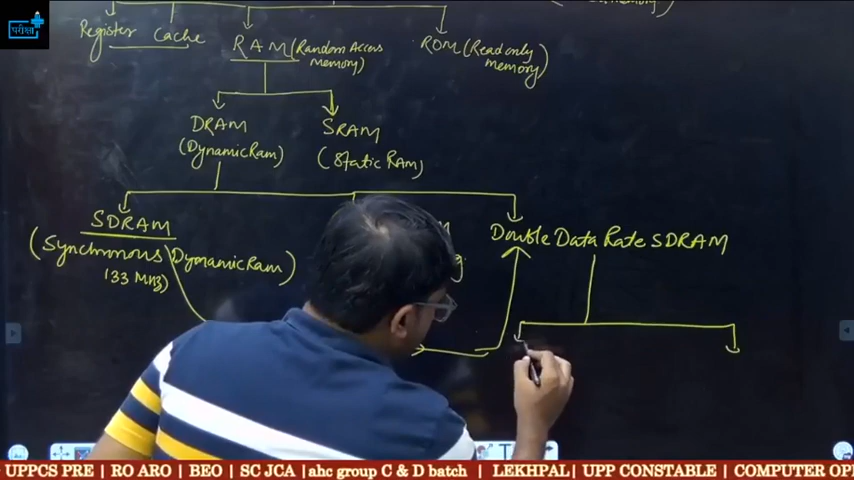 परीक्षा
Register Cache
RAM (Random Access
memory)
ROM (Read only
memory)
DRAM
(Dynamic Ram)
SRAM
(Static RAM)
SDRAM
(Synchronous Dynamic Ram)
133 MHz)
Double Data Rate SDRAM
UPPCS PRE | RO ARO | BEO | SC JCA |ahc group C & D batch | LEKHPAL| UPP CONSTABLE | COMPUTER OP